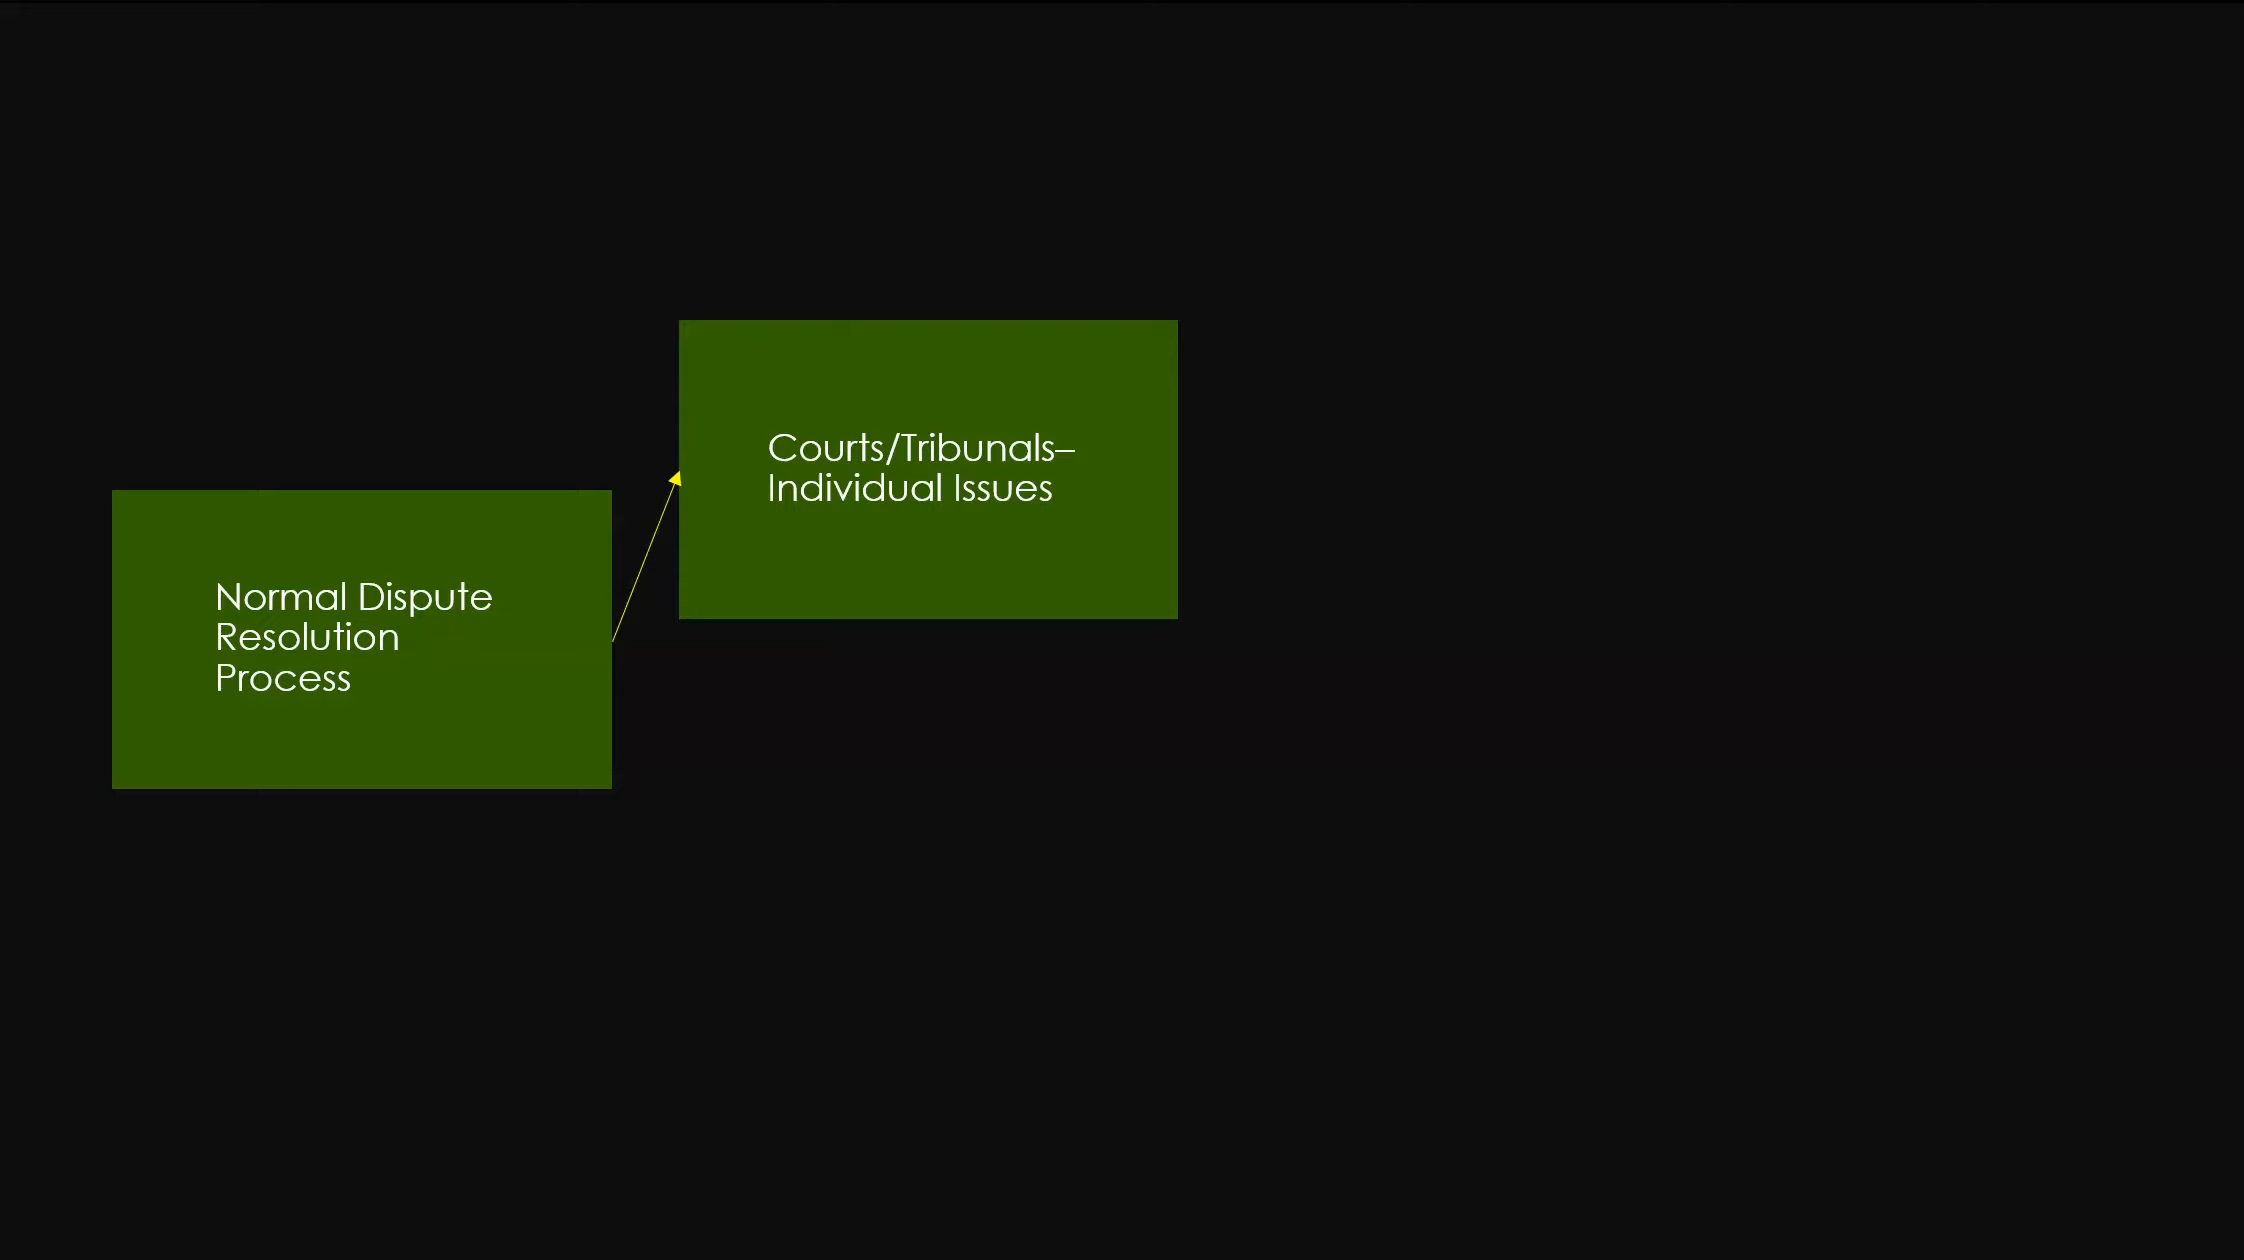 Normal Dispute
Resolution
Process
Courts/Tribunals–
Individual Issues